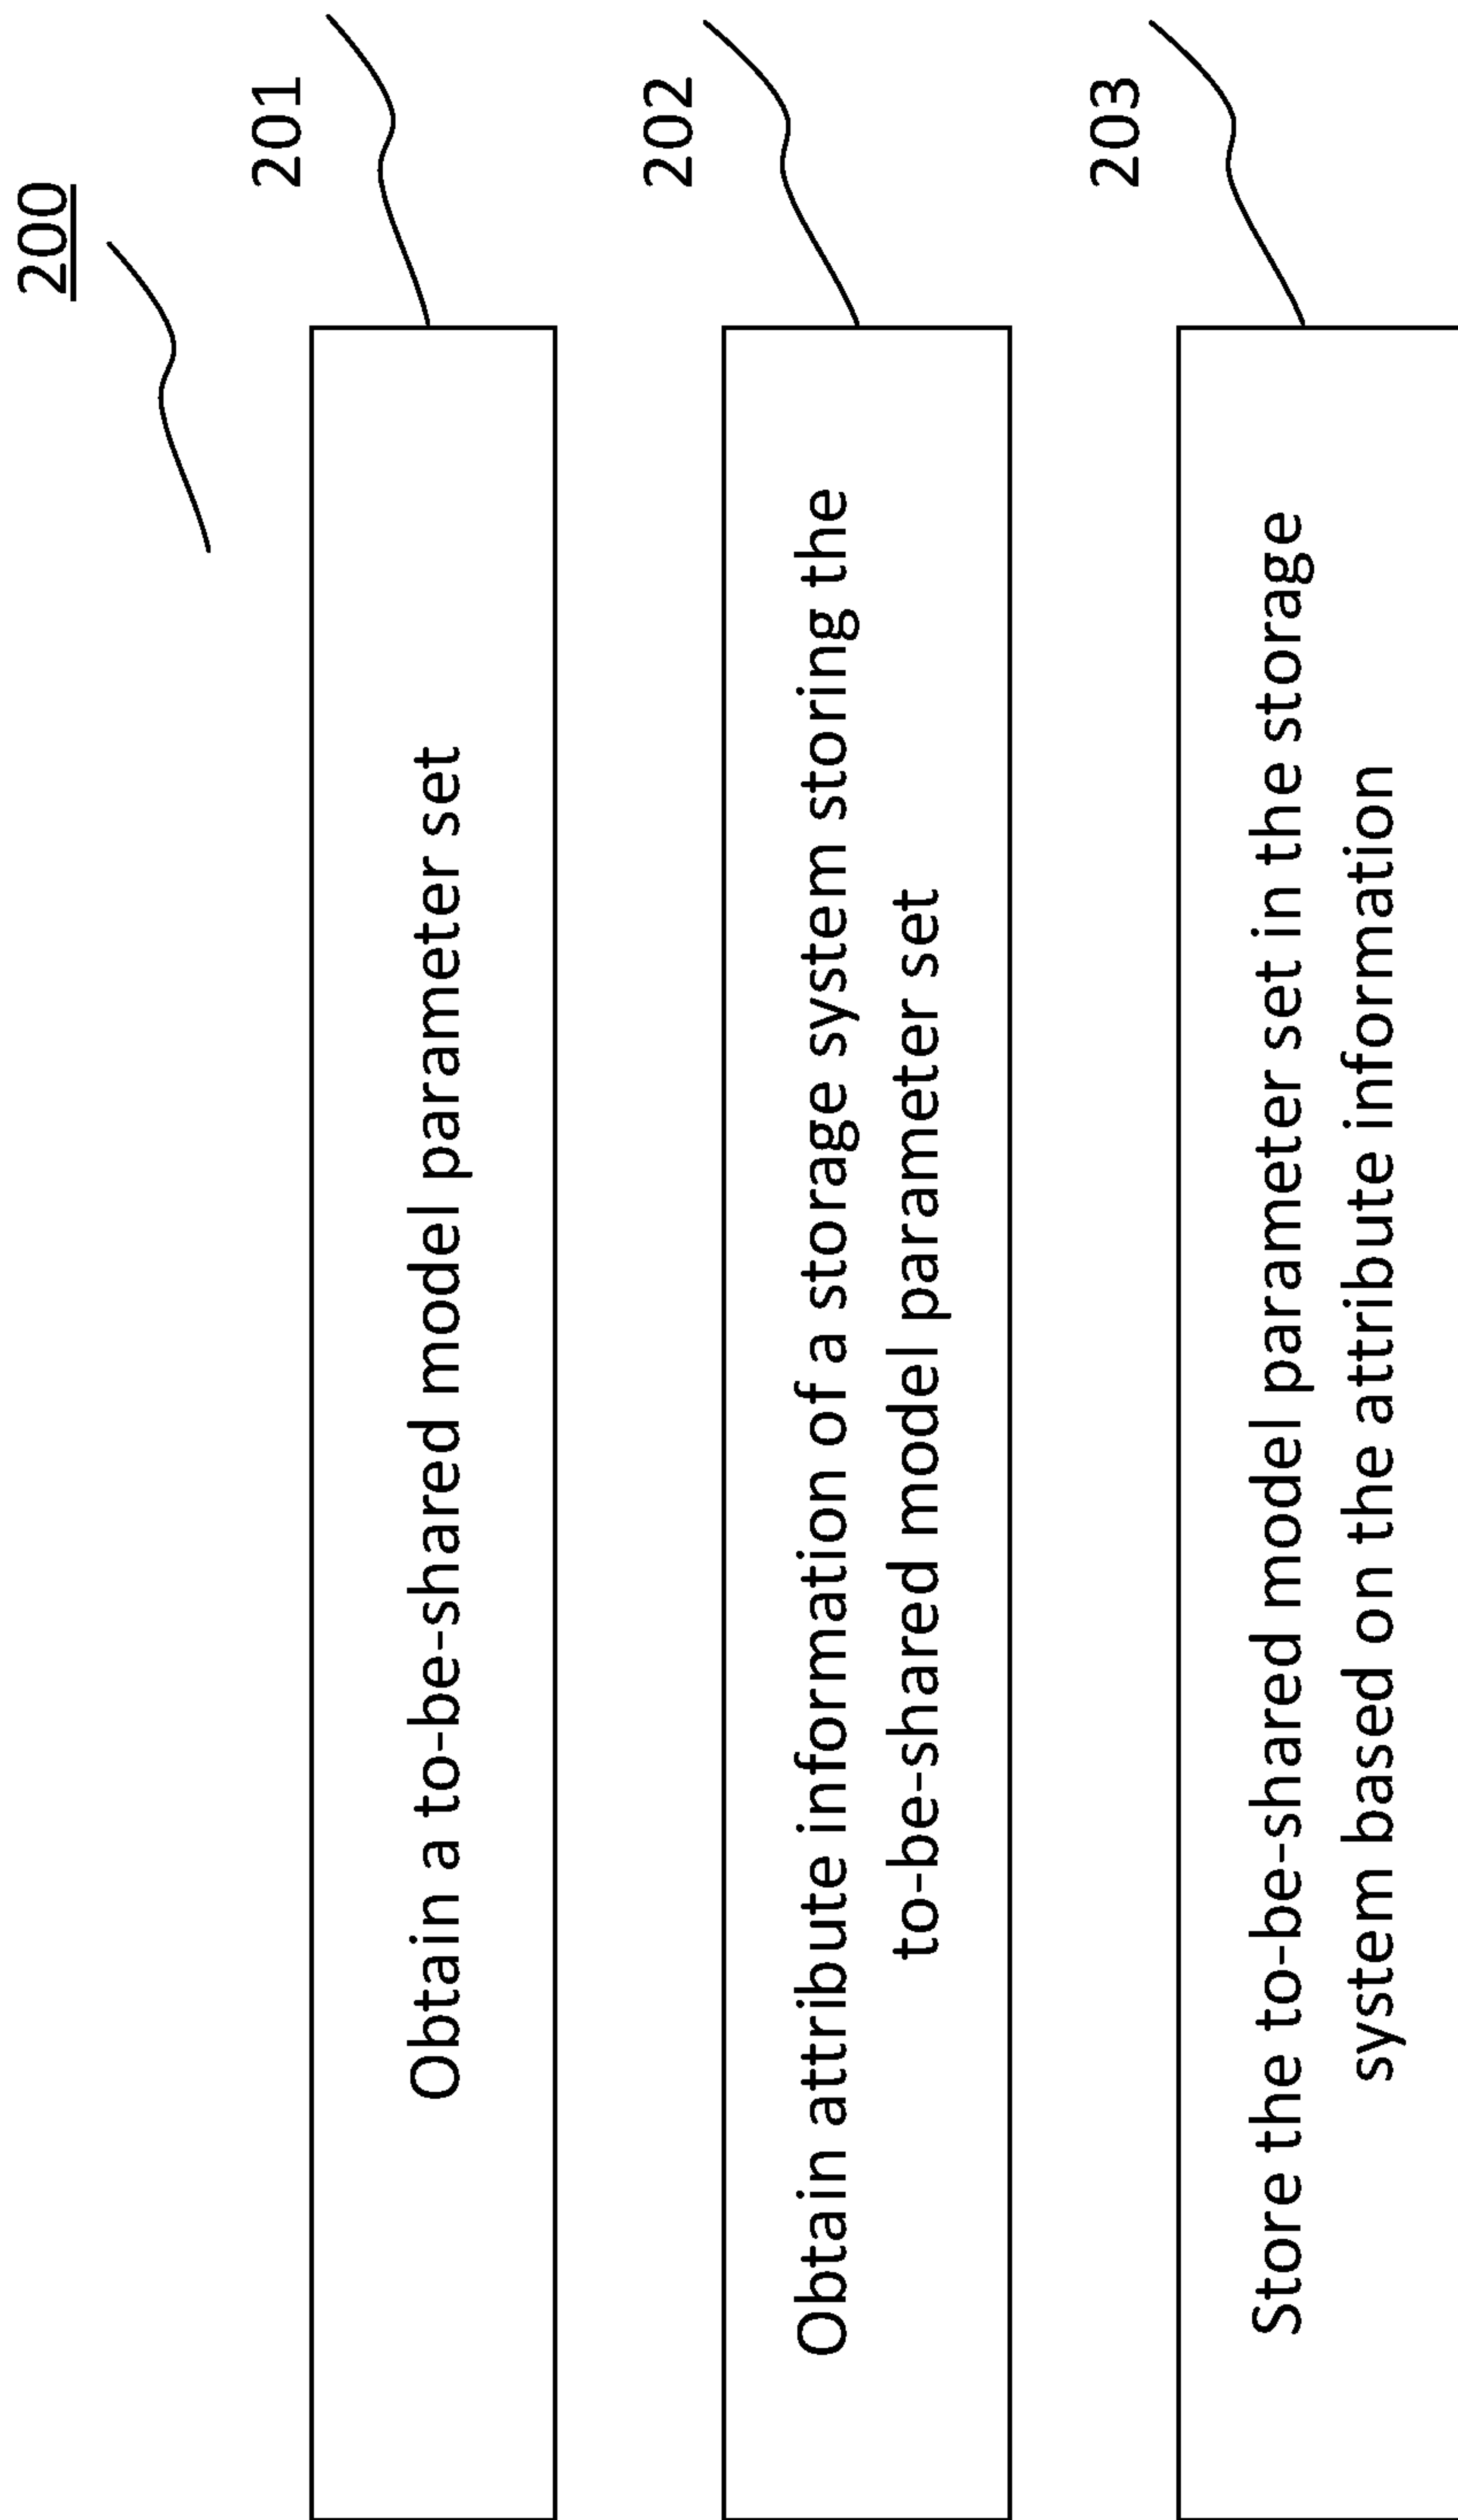 200
201
Obtain a to-be-shared model parameter set
202
Obtain attribute information of a storage system storing the
to-be-shared model parameter set
203
Store the to-be-shared model parameter set in the storage
system based on the attribute information